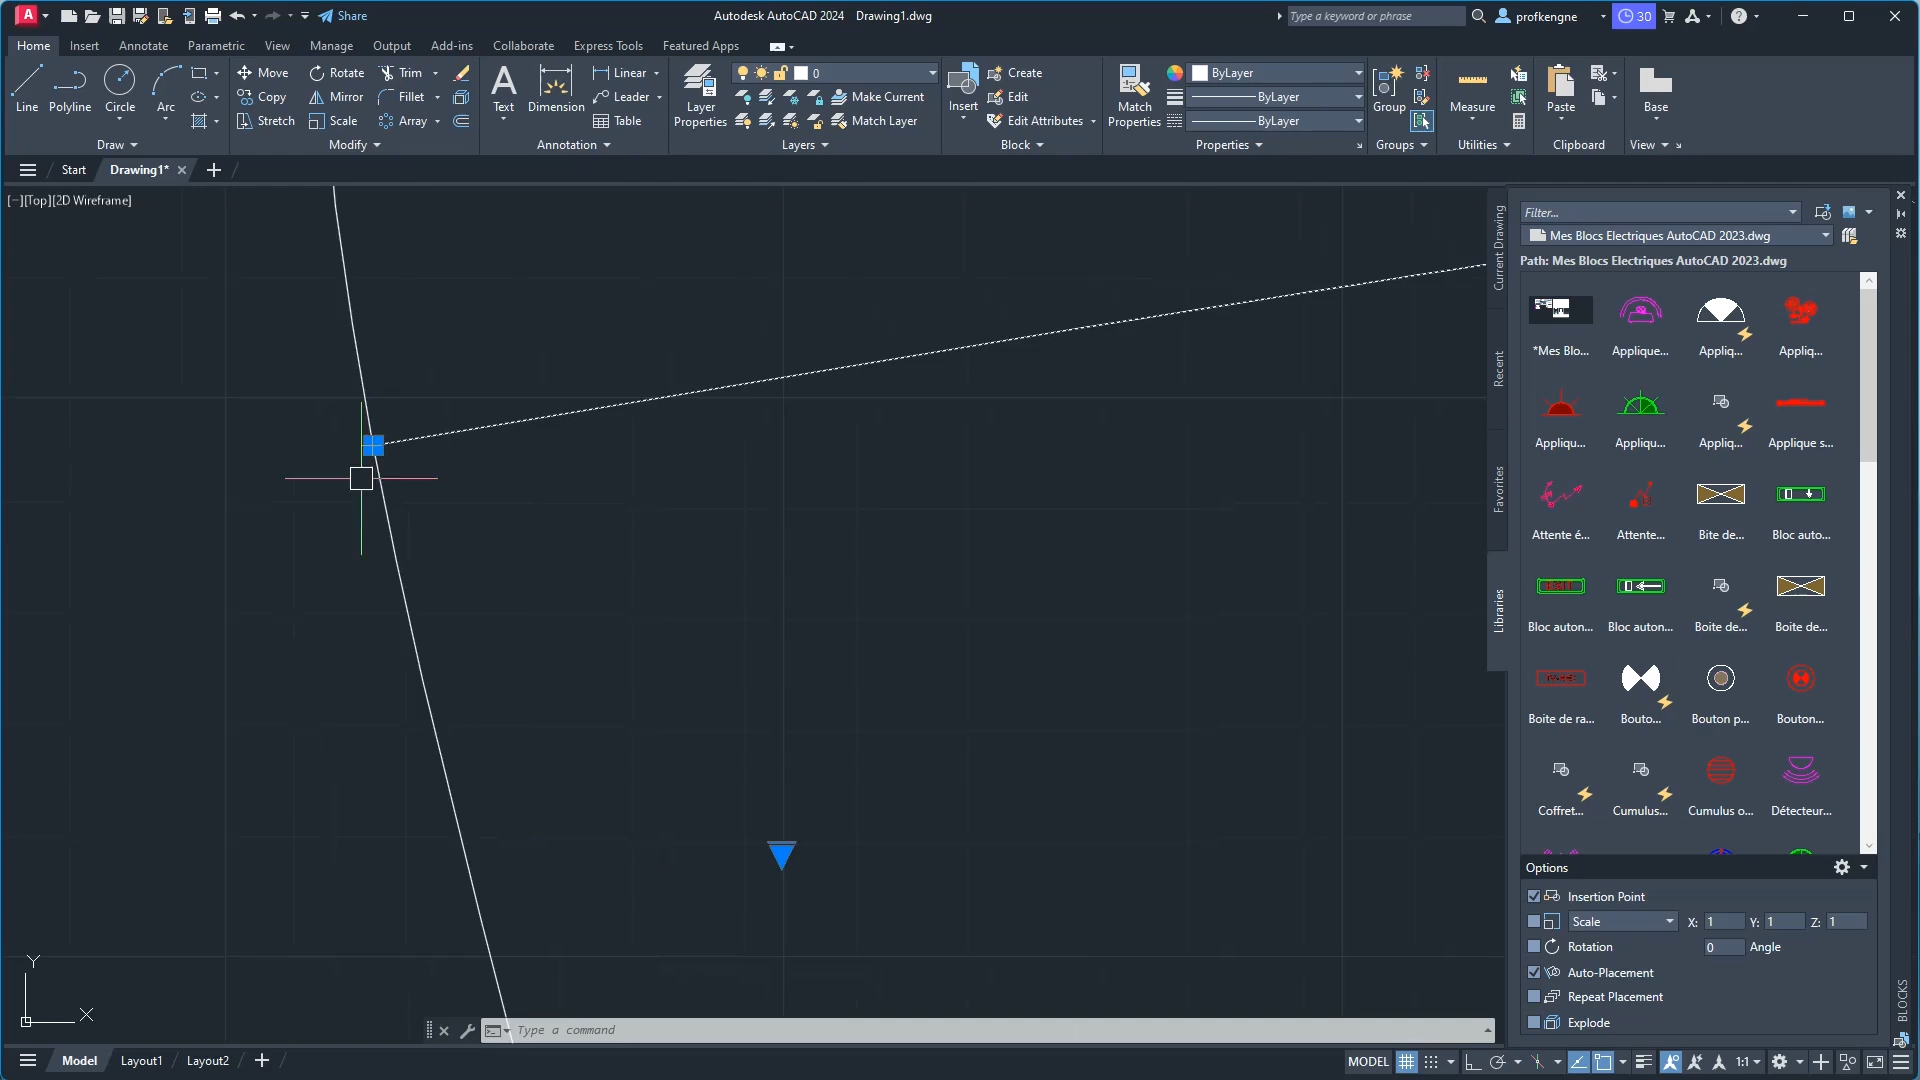 Share
Autodesk AutoCAD 2024 Drawing1.dwg
Type a keyword or phrase
profkengne
30
Home Insert Annotate Parametric View Manage Output Add-ins Collaborate Express Tools Featured Apps
Line
Polyline
Circle
Arc
Draw
Move
Copy
Stretch
Rotate
Mirror
Scale
Trim
Fillet
Array
Modify
Text
Dimension
Linear
Leader
Table
Annotation
Layer
Properties
0
Make Current
Match Layer
Layers
Insert
Create
Edit
Edit Attributes
Block
Match
Properties
ByLayer
ByLayer
ByLayer
Properties
Group
Groups
Measure
Utilities
Paste
Clipboard
Base
View
Start
Drawing1*
[−][Top][2D Wireframe]
Current Drawing
Recent
Favorites
Libraries
Filter...
Mes Blocs Electriques AutoCAD 2023.dwg
Path: Mes Blocs Electriques AutoCAD 2023.dwg
*Mes Blo... Applique... Appliq... Appliq...
Appliqu... Appliqu... Appliq... Applique s...
Attente é... Attente... Bite de... Bloc auto...
Bloc auton... Bloc auton... Boite de... Boite de...
Boite de ra... Bouto... Bouton p... Bouton...
Coffret... Cumulus... Cumulus o... Détecteur...
Options
Insertion Point
Scale X: 1 Y: 1 Z: 1
Rotation 0 Angle
Auto-Placement
Repeat Placement
Explode
BLOCKS
Y
X
Type a command
Model Layout1 Layout2
MODEL
1:1